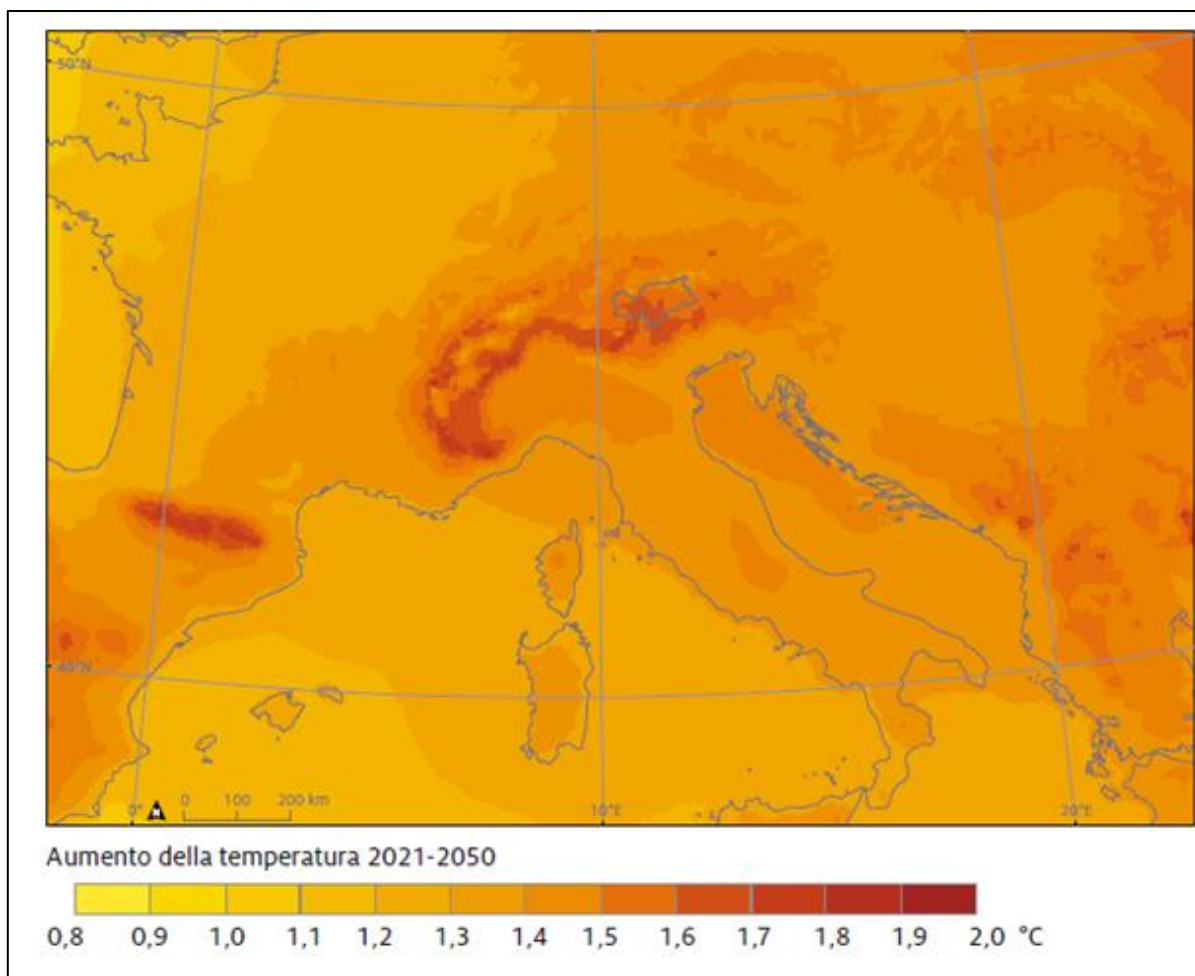 50°N
40°N
0° 0 100 200 km 10°E 20°E
Aumento della temperatura 2021-2050
0,8 0,9 1,0 1,1 1,2 1,3 1,4 1,5 1,6 1,7 1,8 1,9 2,0 °C